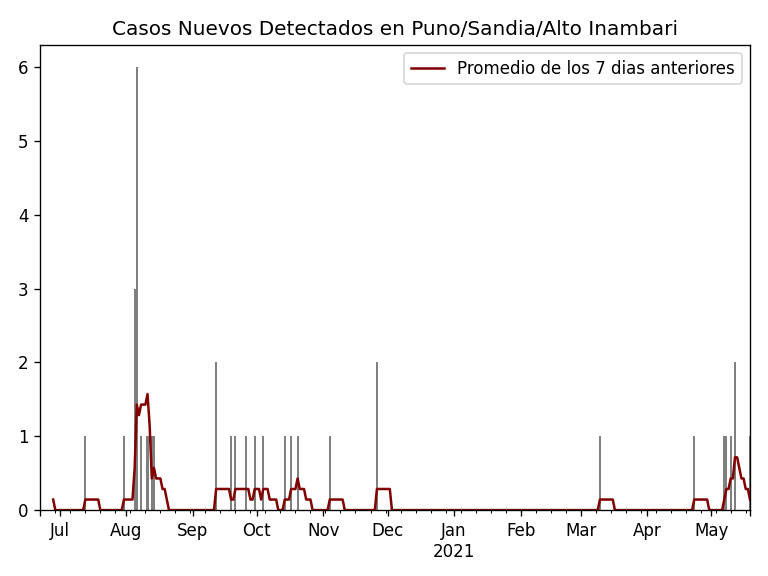 Casos Nuevos Detectados en Puno/Sandia/Alto Inambari
Promedio de los 7 dias anteriores
6
5
4
3
2
1
0
Jul Aug Sep Oct Nov Dec Jan Feb Mar Apr May
2021